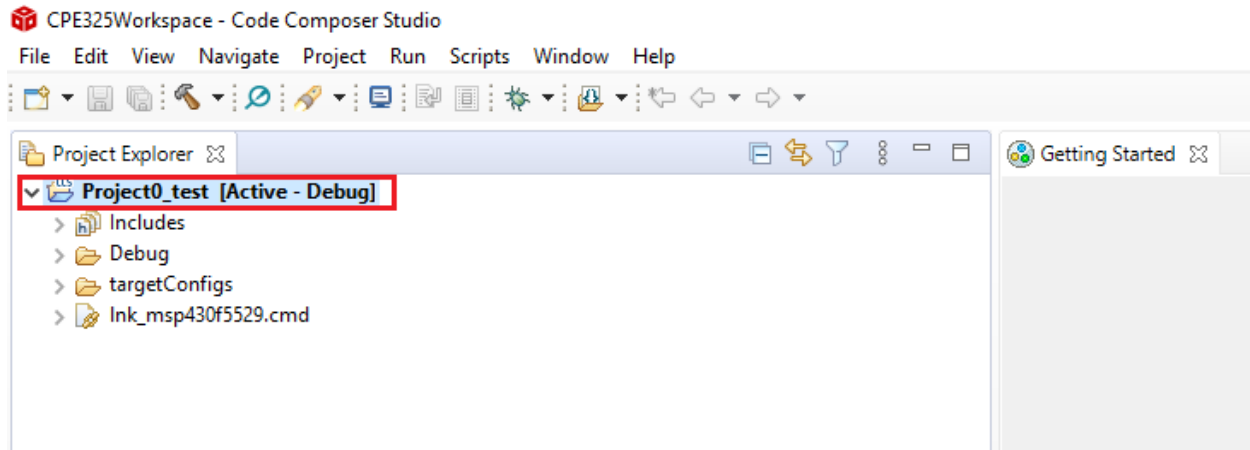 CPE325Workspace - Code Composer Studio
File Edit View Navigate Project Run Scripts Window Help
Project Explorer
Getting Started
Project0_test [Active - Debug]
Includes
Debug
targetConfigs
lnk_msp430f5529.cmd